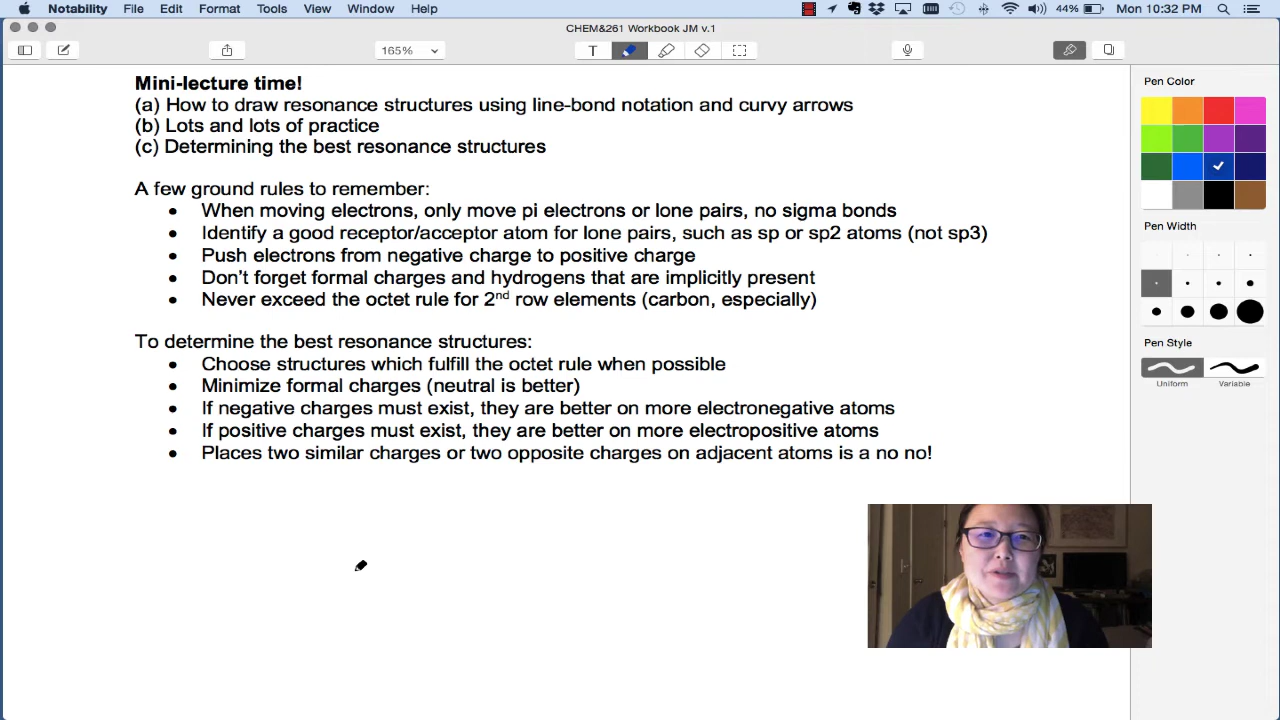 Notability File Edit Format Tools View Window Help 44% Mon 10:32 PM
CHEM&261 Workbook JM v.1
165% T
Mini-lecture time!
(a) How to draw resonance structures using line-bond notation and curvy arrows
(b) Lots and lots of practice
(c) Determining the best resonance structures
A few ground rules to remember:
• When moving electrons, only move pi electrons or lone pairs, no sigma bonds
• Identify a good receptor/acceptor atom for lone pairs, such as sp or sp2 atoms (not sp3)
• Push electrons from negative charge to positive charge
• Don't forget formal charges and hydrogens that are implicitly present
• Never exceed the octet rule for 2nd row elements (carbon, especially)
To determine the best resonance structures:
• Choose structures which fulfill the octet rule when possible
• Minimize formal charges (neutral is better)
• If negative charges must exist, they are better on more electronegative atoms
• If positive charges must exist, they are better on more electropositive atoms
• Places two similar charges or two opposite charges on adjacent atoms is a no no!
Pen Color
Pen Width
Pen Style
Uniform Variable